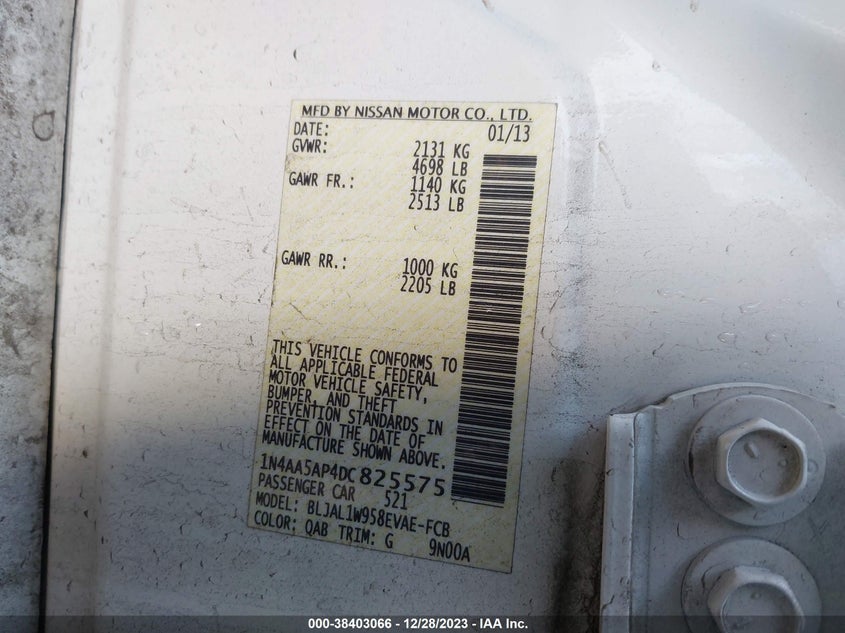 MFD BY NISSAN MOTOR CO., LTD.
DATE: 01/13
GVWR: 2131 KG
4698 LB
GAWR FR.: 1140 KG
2513 LB
GAWR RR.: 1000 KG
2205 LB
THIS VEHICLE CONFORMS TO
ALL APPLICABLE FEDERAL
MOTOR VEHICLE SAFETY,
BUMPER, AND THEFT
PREVENTION STANDARDS IN
EFFECT ON THE DATE OF
MANUFACTURE SHOWN ABOVE.
1N4AA5AP4DC825575
PASSENGER CAR 521
MODEL: BLJAL1W958EVAE-FCB
COLOR: QAB TRIM: G 9N00A
000-38403066 - 12/28/2023 - IAA Inc.